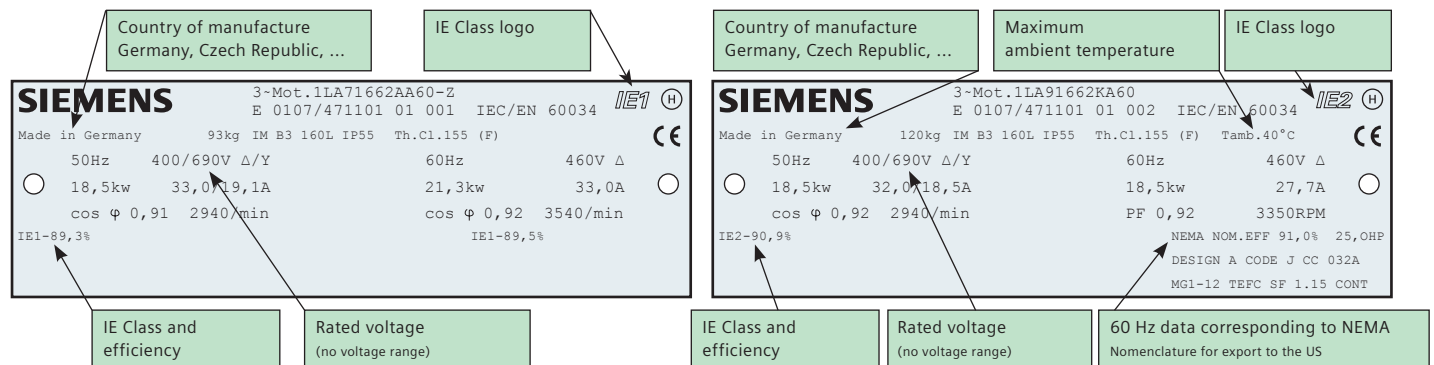 Country of manufacture
Germany, Czech Republic, ...
IE Class logo
SIEMENS
3~Mot.1LA71662AA60-Z
E 0107/471101 01 001 IEC/EN 60034
IE1 H
Made in Germany 93kg IM B3 160L IP55 Th.Cl.155 (F) CE
50Hz 400/690V Δ/Y 60Hz 460V Δ
18,5kw 33,0/19,1A 21,3kw 33,0A
cos φ 0,91 2940/min cos φ 0,92 3540/min
IE1-89,3% IE1-89,5%
IE Class and
efficiency
Rated voltage
(no voltage range)
Country of manufacture
Germany, Czech Republic, ...
Maximum
ambient temperature
IE Class logo
SIEMENS
3~Mot.1LA91662KA60
E 0107/471101 01 002 IEC/EN 60034
IE2 H
Made in Germany 120kg IM B3 160L IP55 Th.Cl.155 (F) Tamb.40°C CE
50Hz 400/690V Δ/Y 60Hz 460V Δ
18,5kw 32,0/18,5A 18,5kw 27,7A
cos φ 0,92 2940/min PF 0,92 3350RPM
IE2-90,9% NEMA NOM.EFF 91,0% 25,OHP
DESIGN A CODE J CC 032A
MG1-12 TEFC SF 1.15 CONT
IE Class and
efficiency
Rated voltage
(no voltage range)
60 Hz data corresponding to NEMA
Nomenclature for export to the US